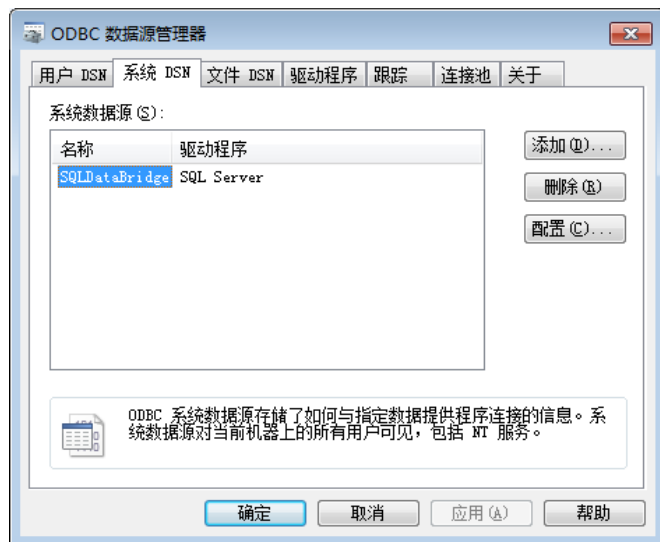 ODBC 数据源管理器
用户 DSN 系统 DSN 文件 DSN 驱动程序 跟踪 连接池 关于
系统数据源(S):
名称 驱动程序
SQLDataBridge SQL Server
添加(D)...
删除(R)
配置(C)...
ODBC 系统数据源存储了如何与指定数据提供程序连接的信息。系
统数据源对当前机器上的所有用户可见，包括 NT 服务。
确定 取消 应用(A) 帮助